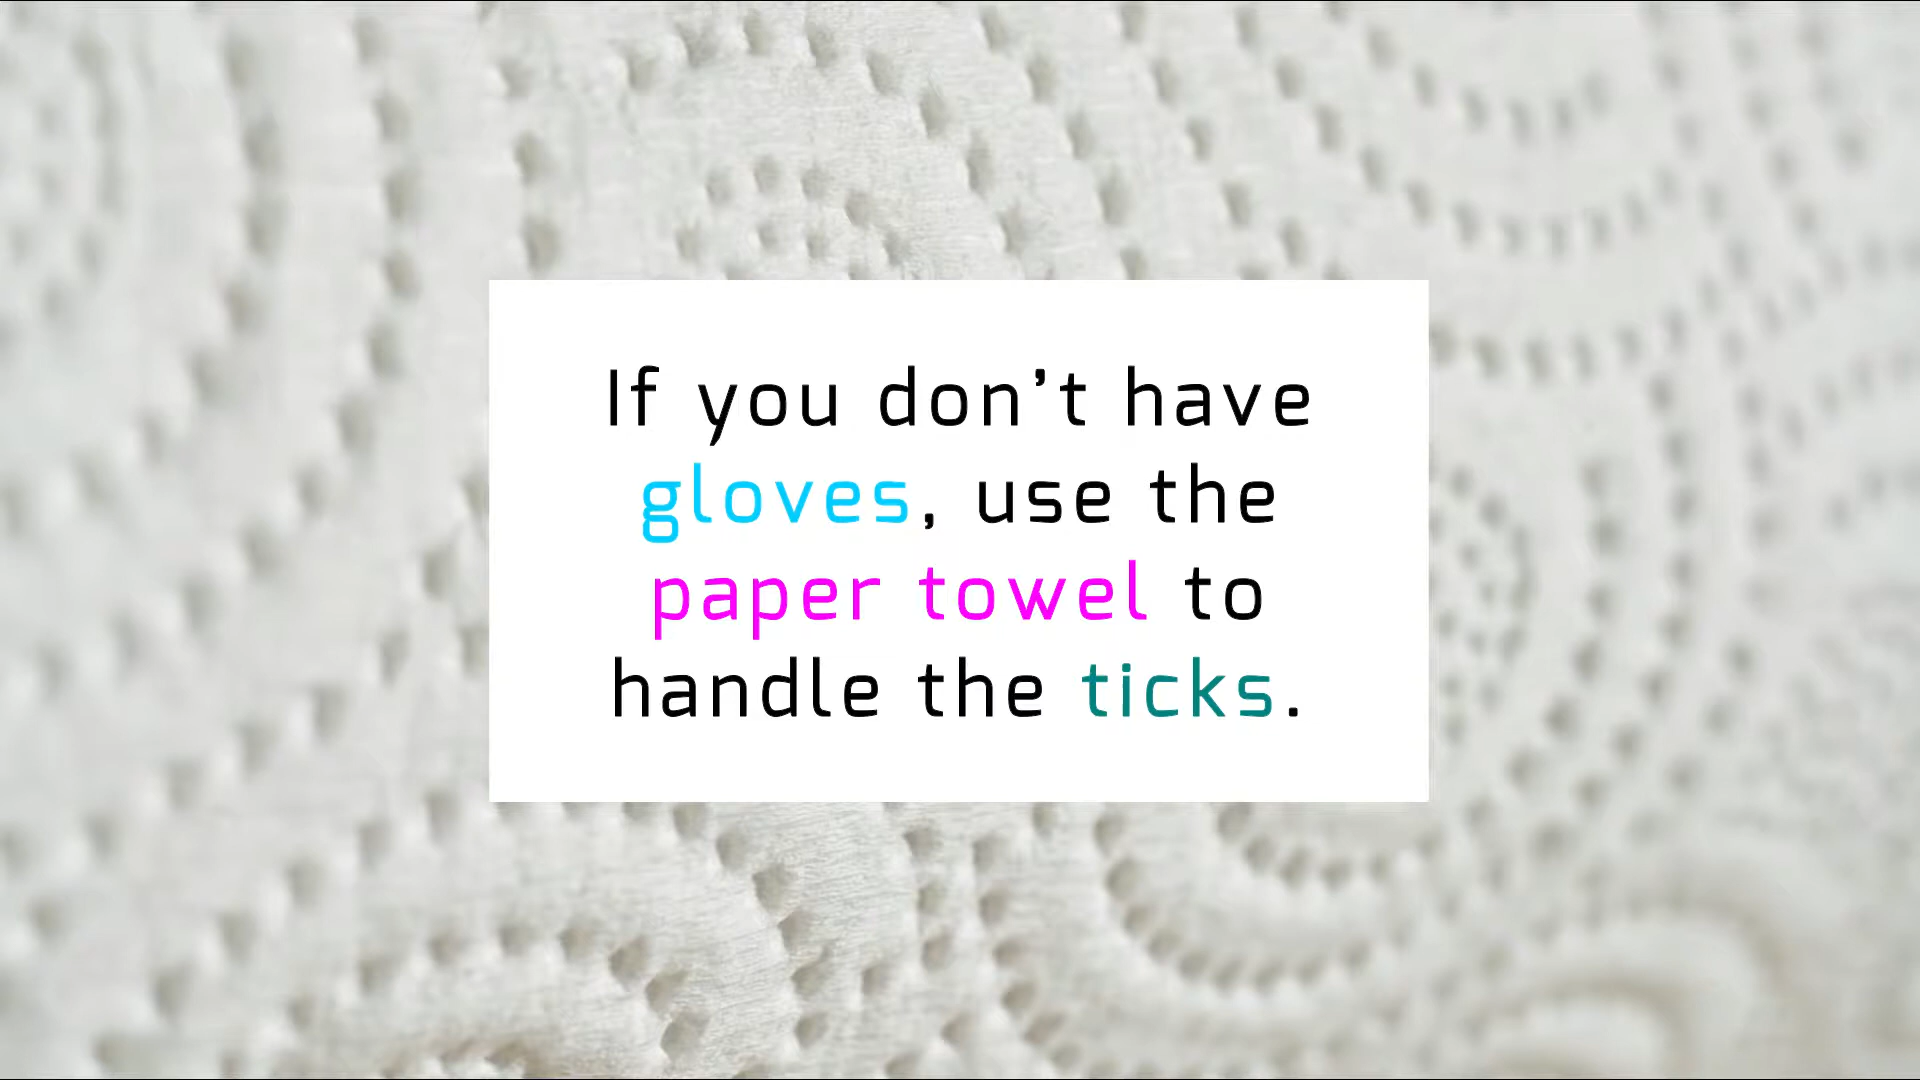 If you don’t have
gloves, use the
paper towel to
handle the ticks.